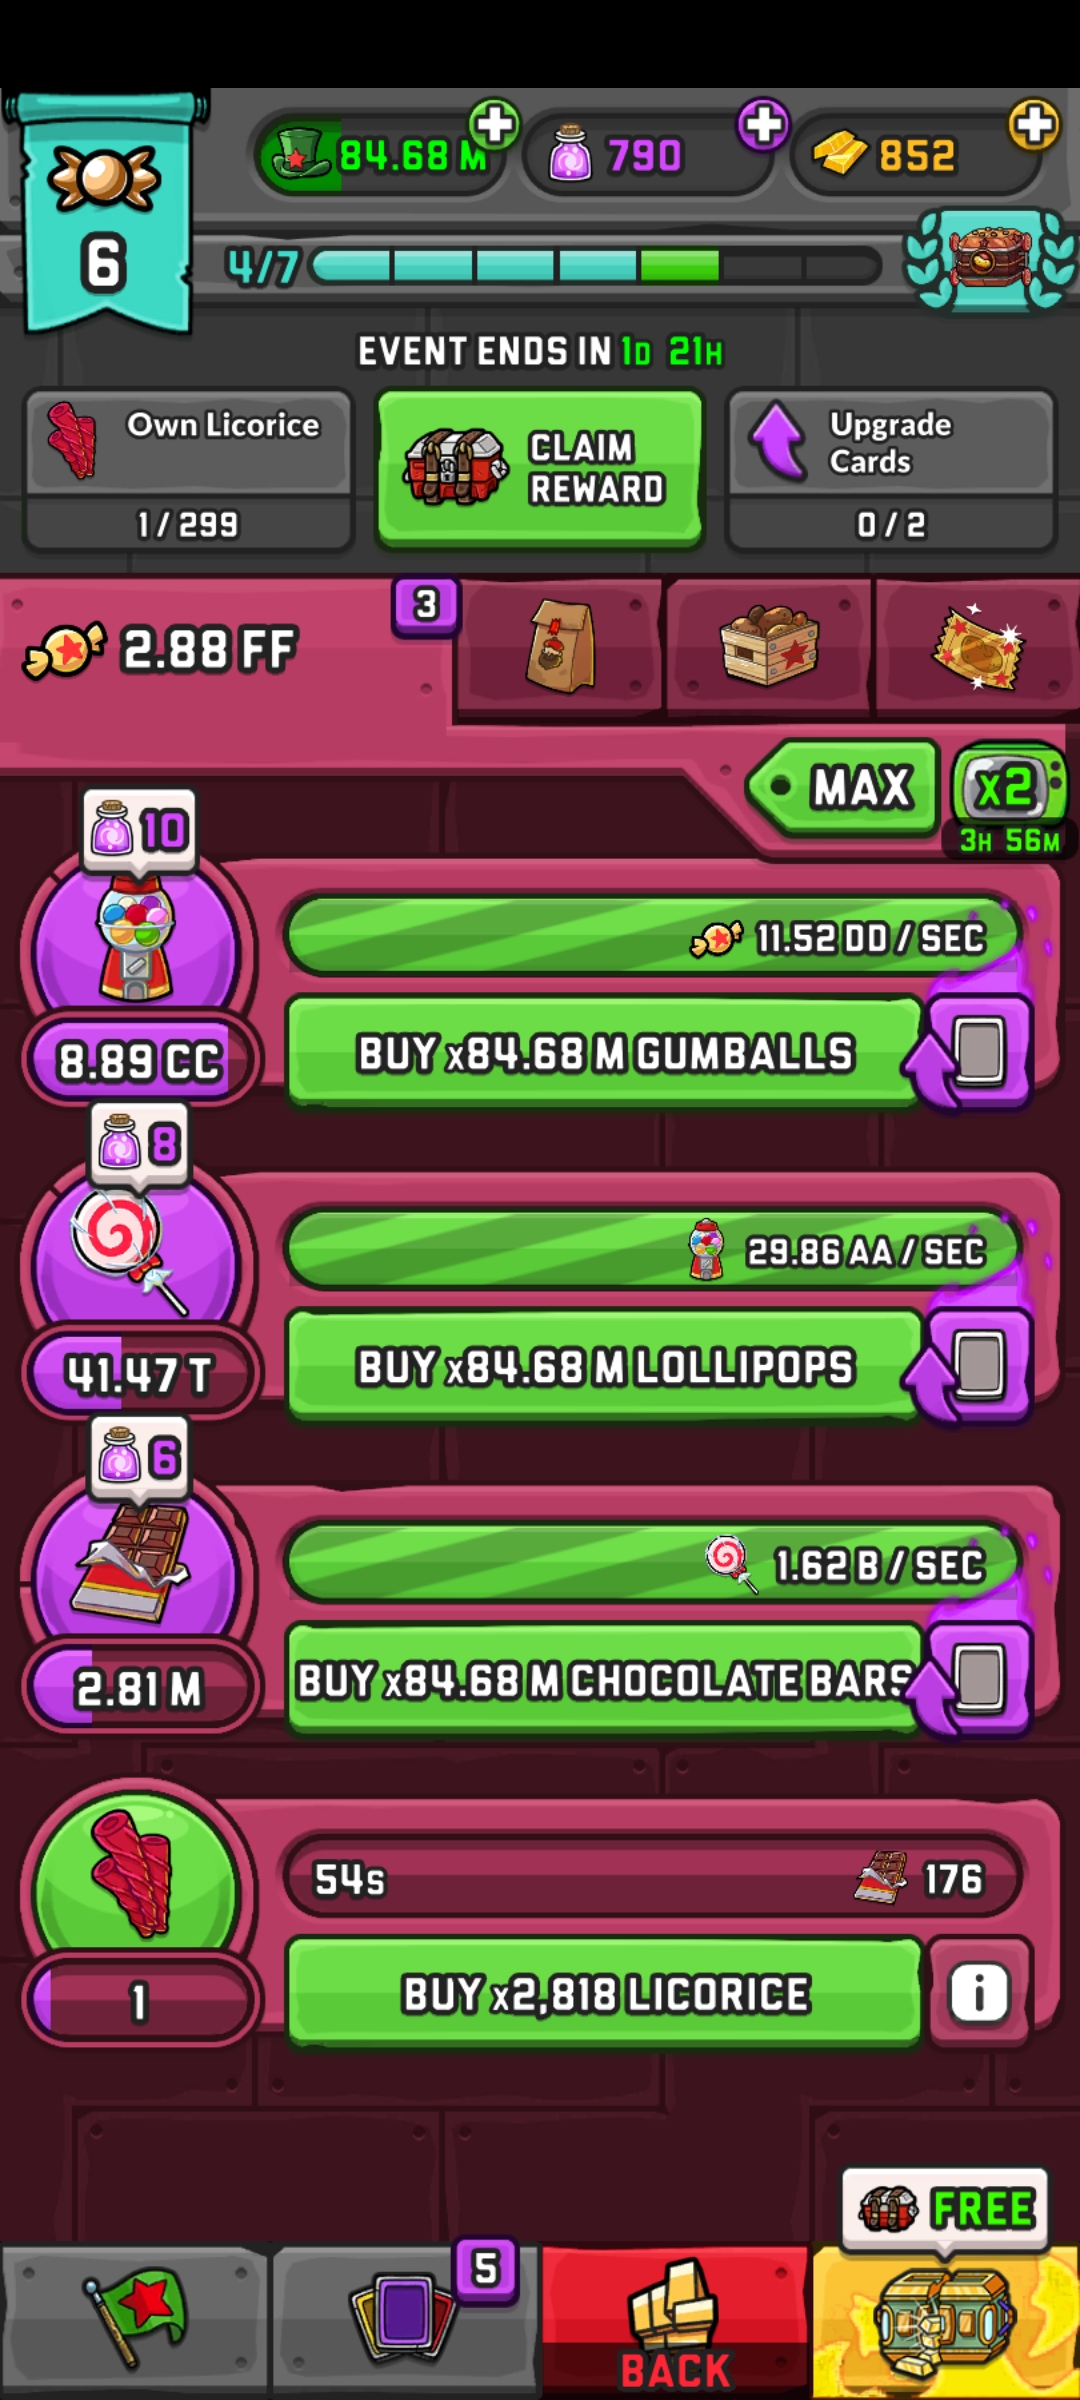 84.68 M
790
852
6
4/7
EVENT ENDS IN 1D 21H
Own Licorice
1 / 299
CLAIM
REWARD
Upgrade
Cards
0 / 2
2.88 FF
3
MAX
x2
3H 56M
10
11.52 DD / SEC
8.89 CC
BUY x84.68 M GUMBALLS
8
29.86 AA / SEC
41.47 T
BUY x84.68 M LOLLIPOPS
6
1.62 B / SEC
2.81 M
BUY x84.68 M CHOCOLATE BARS
54s
176
1
BUY x2,818 LICORICE
i
FREE
5
BACK